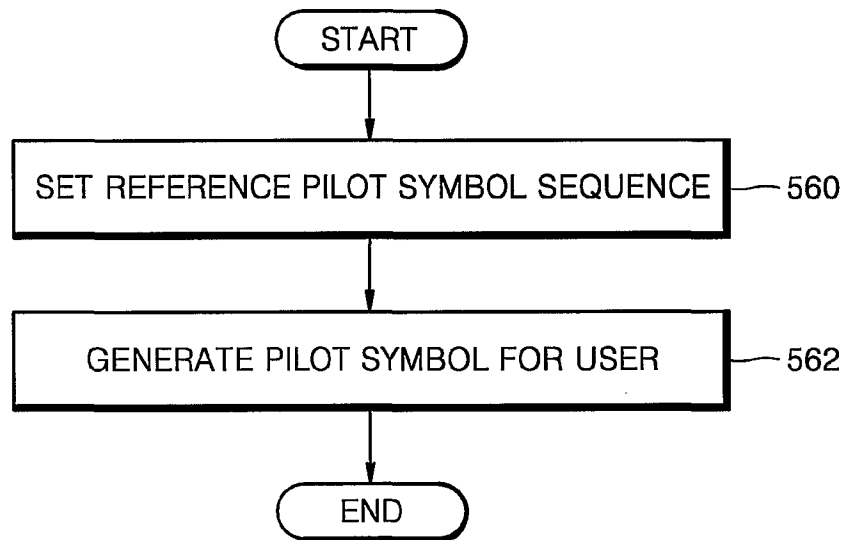 START
SET REFERENCE PILOT SYMBOL SEQUENCE
560
GENERATE PILOT SYMBOL FOR USER
562
END